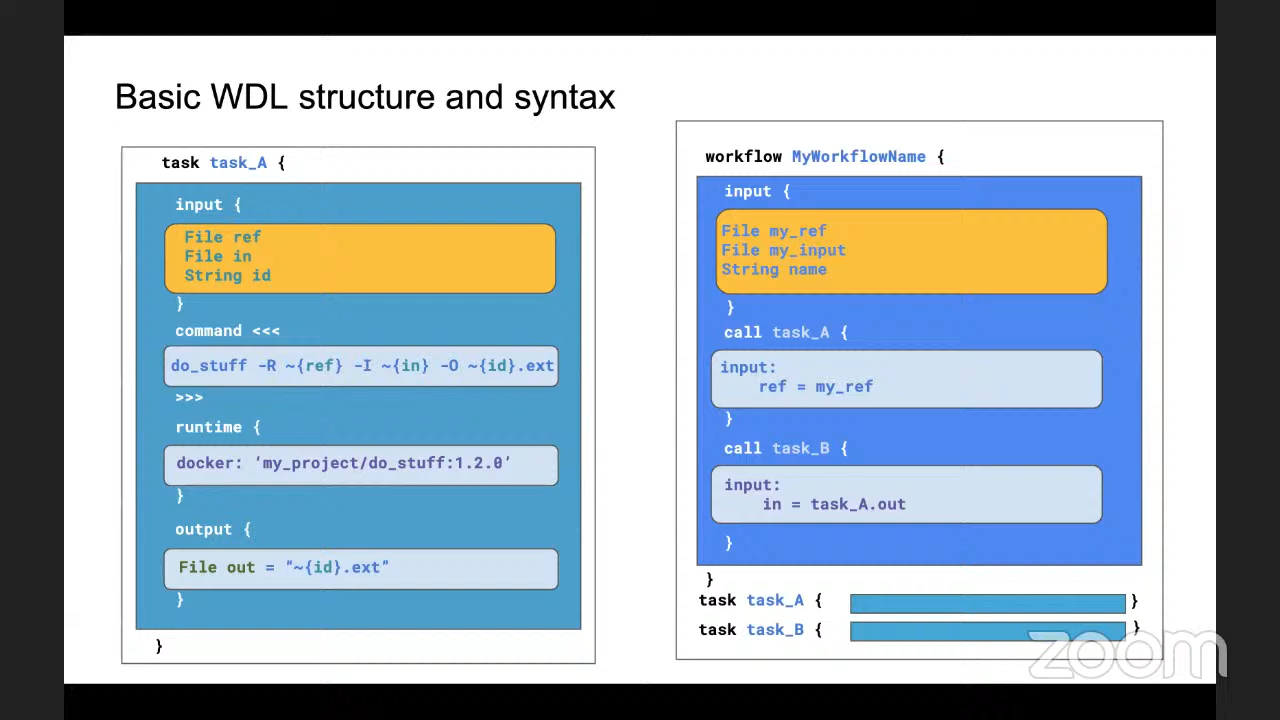 Basic WDL structure and syntax
task task_A {
input {
File ref
File in
String id
}
command <<<
do_stuff -R ~{ref} -I ~{in} -O ~{id}.ext
>>>
runtime {
docker: ‘my_project/do_stuff:1.2.0’
}
output {
File out = “~{id}.ext”
}
}
workflow MyWorkflowName {
input {
File my_ref
File my_input
String name
}
call task_A {
input:
ref = my_ref
}
call task_B {
input:
in = task_A.out
}
}
task task_A { }
task task_B { }
zoom